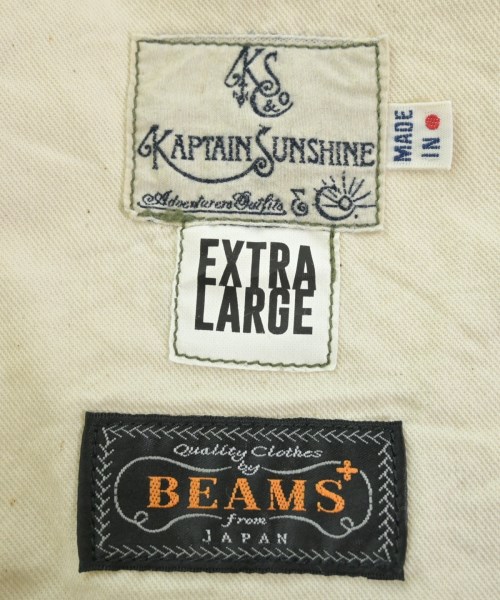 KS
& Co
KAPTAIN SUNSHINE
Adventurers Outfits, & Co.
MADE
IN
EXTRA
LARGE
Quality Clothes
by
BEAMS+
from
JAPAN